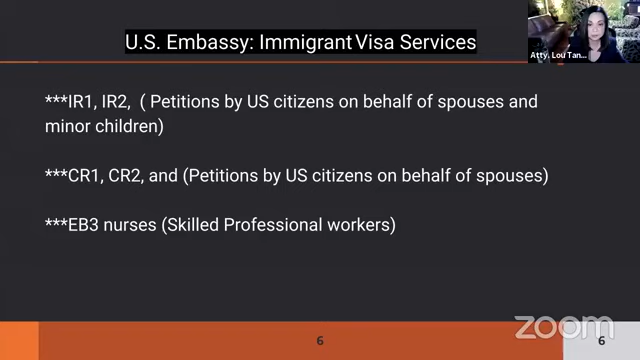 U.S. Embassy: Immigrant Visa Services
Atty. Lou Tan...
***IR1, IR2,  ( Petitions by US citizens on behalf of spouses and
minor children)
***CR1, CR2, and (Petitions by US citizens on behalf of spouses)
***EB3 nurses (Skilled Professional workers)
zoom
6
6